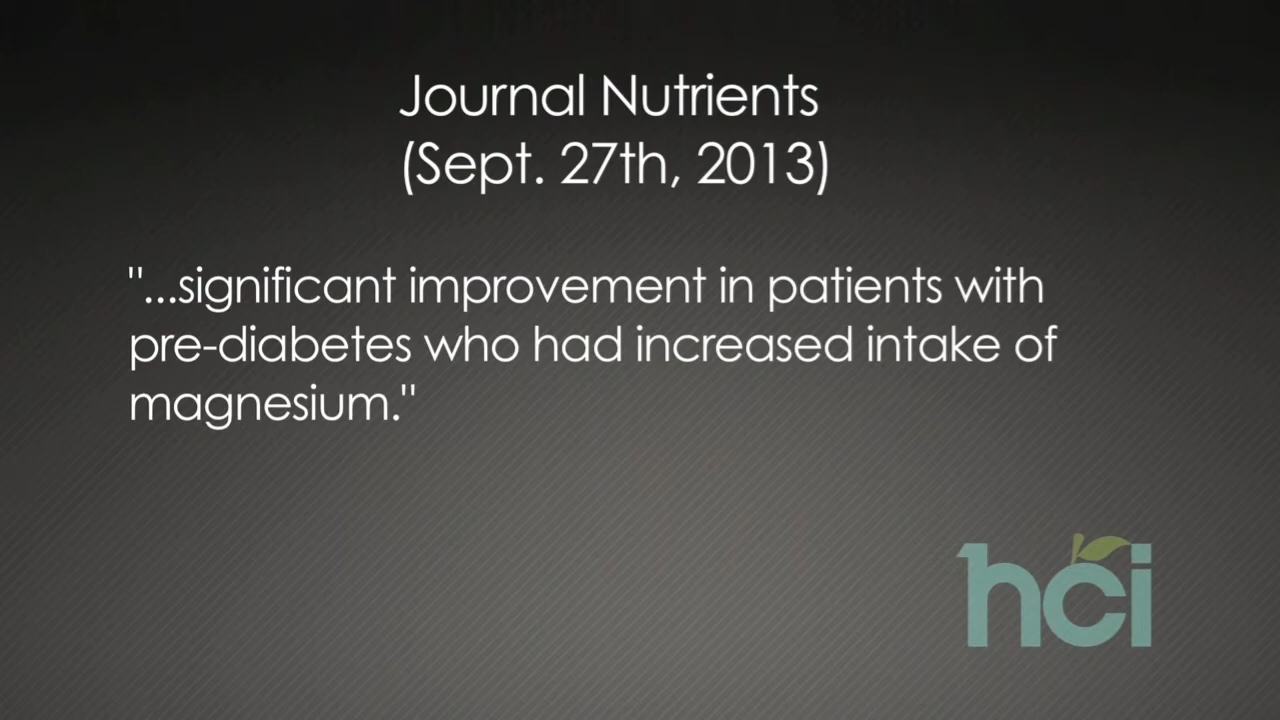 Journal Nutrients
(Sept. 27th, 2013)
"...significant improvement in patients with
pre-diabetes who had increased intake of
magnesium."
hci